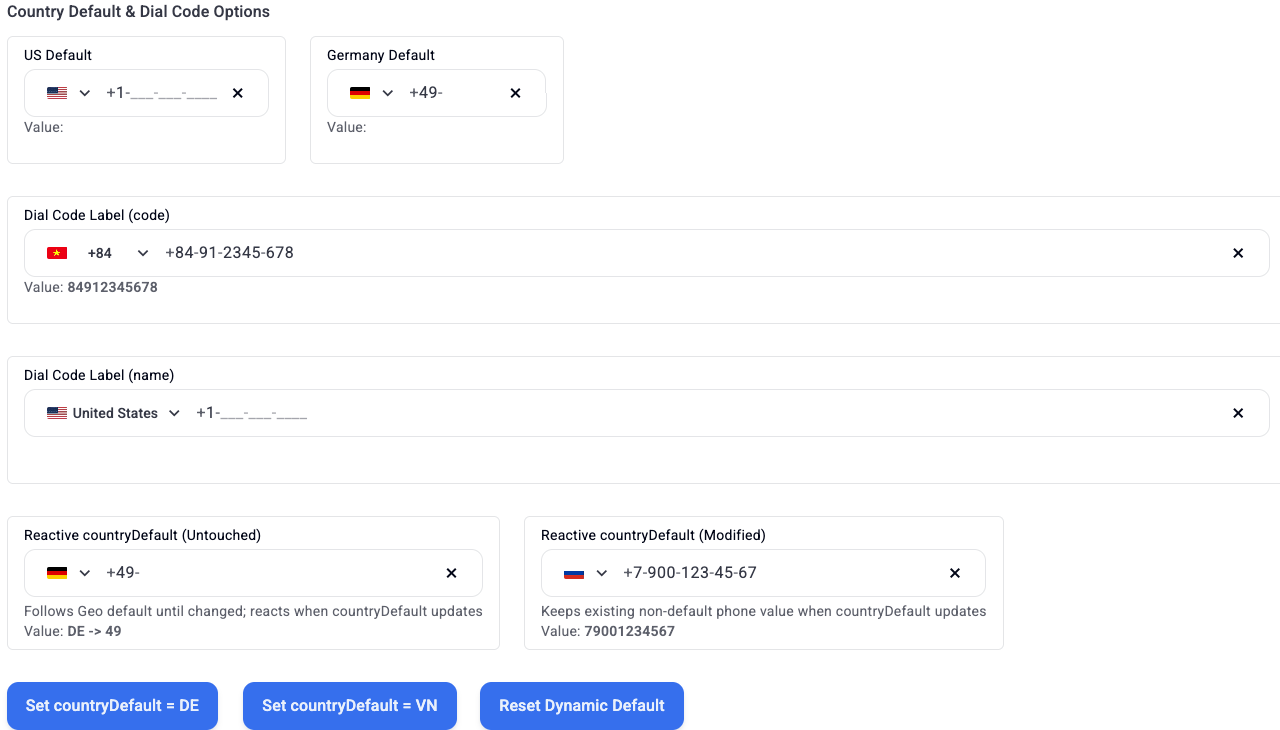 Country Default & Dial Code Options
US Default
Germany Default
+1-___-___-____
+49-
Value:
Value:
Dial Code Label (code)
+84 +84-91-2345-678
Value: 84912345678
Dial Code Label (name)
United States +1-___-___-____
Reactive countryDefault (Untouched)
+49-
Follows Geo default until changed; reacts when countryDefault updates
Value: DE -> 49
Reactive countryDefault (Modified)
+7-900-123-45-67
Keeps existing non-default phone value when countryDefault updates
Value: 79001234567
Set countryDefault = DE
Set countryDefault = VN
Reset Dynamic Default